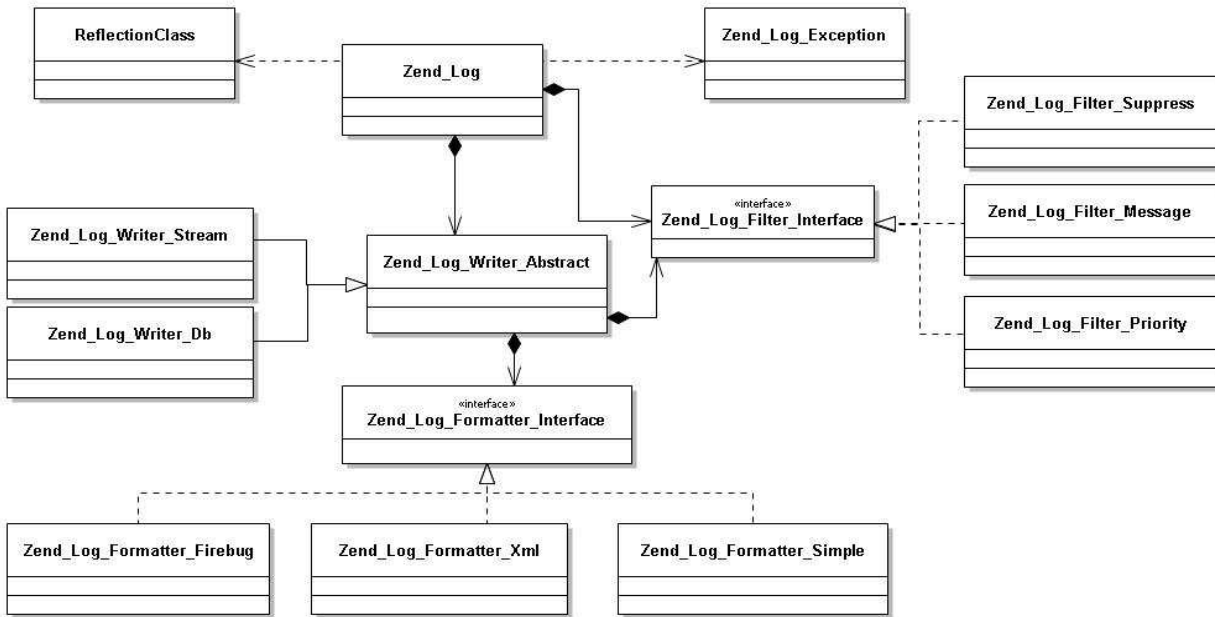 ReflectionClass
Zend_Log
Zend_Log_Exception
Zend_Log_Filter_Suppress
«interface»
Zend_Log_Filter_Interface
Zend_Log_Filter_Message
Zend_Log_Writer_Stream
Zend_Log_Writer_Abstract
Zend_Log_Writer_Db
Zend_Log_Filter_Priority
«interface»
Zend_Log_Formatter_Interface
Zend_Log_Formatter_Firebug
Zend_Log_Formatter_Xml
Zend_Log_Formatter_Simple